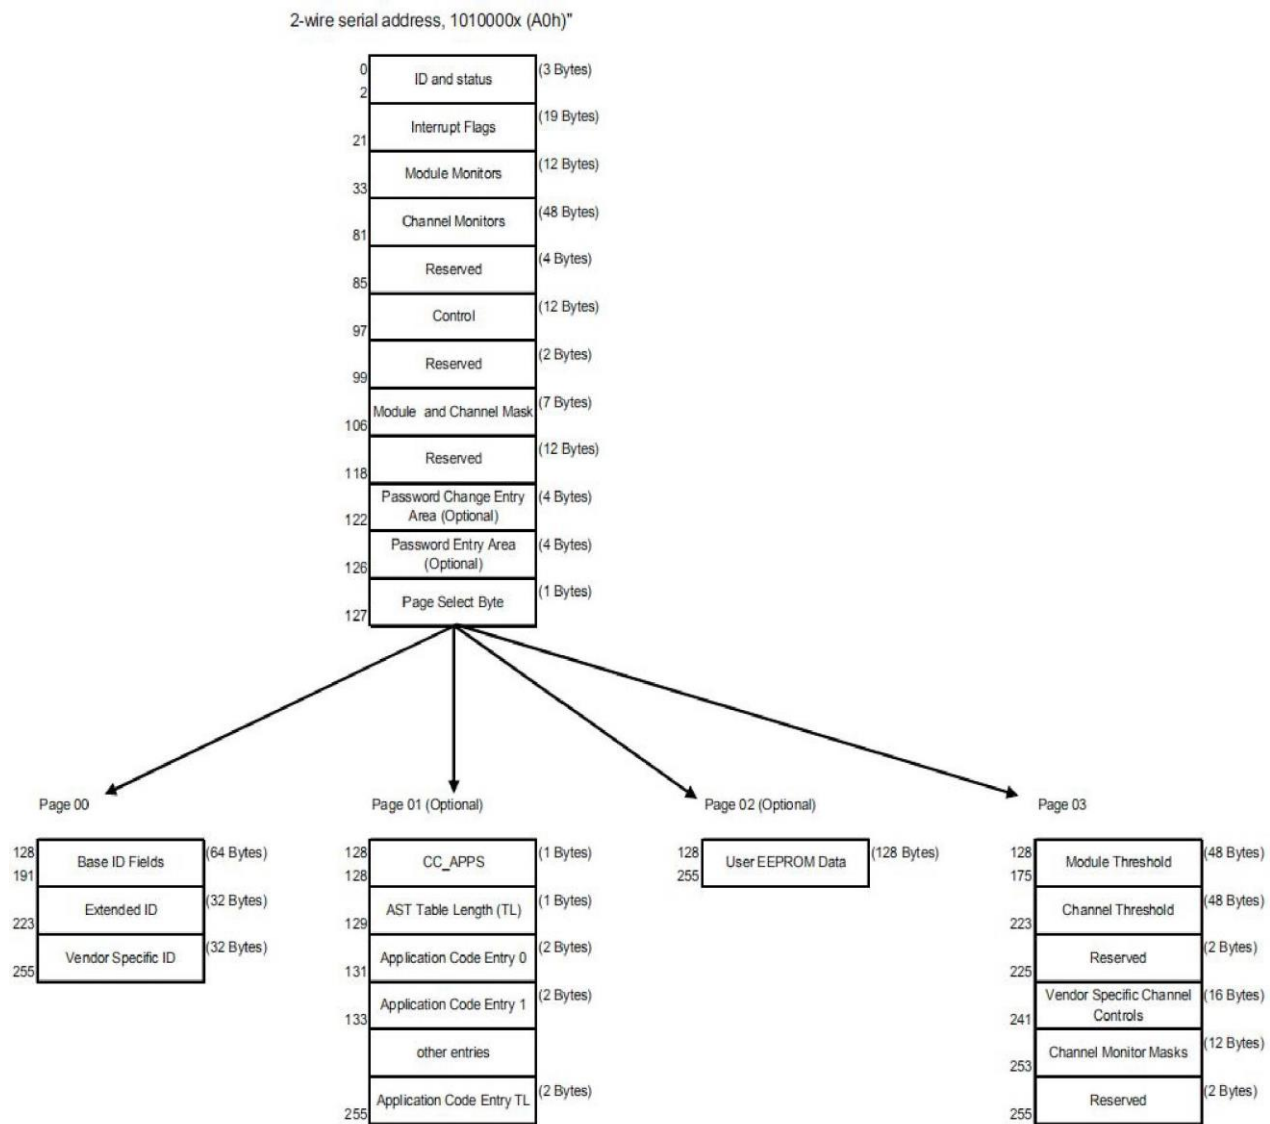 2-wire serial address, 1010000x (A0h)"
0
2
ID and status
(3 Bytes)
21
Interrupt Flags
(19 Bytes)
33
Module Monitors
(12 Bytes)
81
Channel Monitors
(48 Bytes)
85
Reserved
(4 Bytes)
97
Control
(12 Bytes)
99
Reserved
(2 Bytes)
106
Module and Channel Mask
(7 Bytes)
118
Reserved
(12 Bytes)
122
Password Change Entry
Area (Optional)
(4 Bytes)
126
Password Entry Area
(Optional)
(4 Bytes)
127
Page Select Byte
(1 Bytes)
Page 00
128
191
Base ID Fields
(64 Bytes)
223
Extended ID
(32 Bytes)
255
Vendor Specific ID
(32 Bytes)
Page 01 (Optional)
128
128
CC_APPS
(1 Bytes)
129
AST Table Length (TL)
(1 Bytes)
131
Application Code Entry 0
(2 Bytes)
133
Application Code Entry 1
(2 Bytes)
other entries
255
Application Code Entry TL
(2 Bytes)
Page 02 (Optional)
128
255
User EEPROM Data
(128 Bytes)
Page 03
128
175
Module Threshold
(48 Bytes)
223
Channel Threshold
(48 Bytes)
225
Reserved
(2 Bytes)
241
Vendor Specific Channel
Controls
(16 Bytes)
253
Channel Monitor Masks
(12 Bytes)
255
Reserved
(2 Bytes)